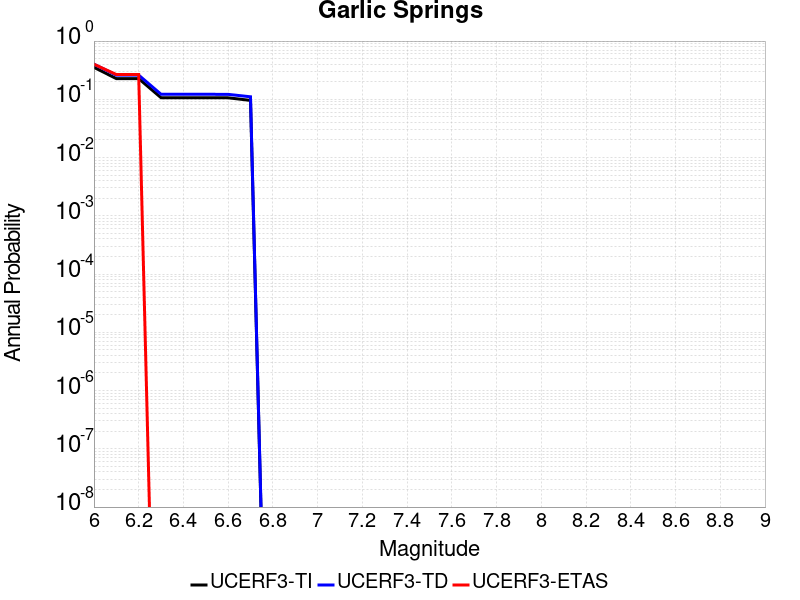 Garlic Springs
10^0
10^-1
10^-2
10^-3
10^-4
10^-5
10^-6
10^-7
10^-8
Annual Probability
6 6.2 6.4 6.6 6.8 7 7.2 7.4 7.6 7.8 8 8.2 8.4 8.6 8.8 9
Magnitude
UCERF3-TI UCERF3-TD UCERF3-ETAS